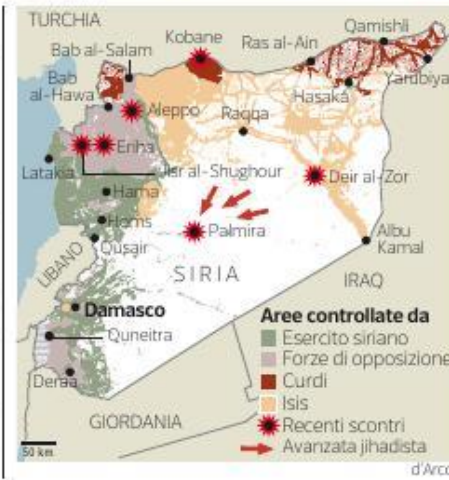 TURCHIA
Kobane
Qamishli
Bab al-Salam
Ras al-Ain
Bab
al-Hawa
Yarubiya
Hasaka
Aleppo
Raqqa
Eriha
Latakia
Jisr al-Shughour
Deir al-Zor
Hama
Homs
Palmira
Qusair
Albu
Kamal
LIBANO
SIRIA
IRAQ
Damasco
Quneitra
Deraa
GIORDANIA
Aree controllate da
Esercito siriano
Forze di opposizione
Curdi
Isis
Recenti scontri
Avanzata jihadista
50 km
d'Arco